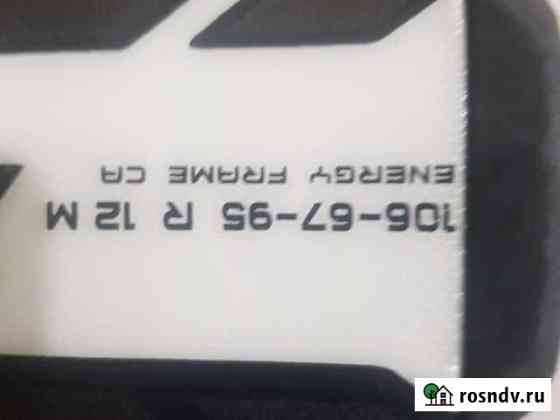 106-67-95 R 12 M
ENERGY FRAME CA
rosndv.ru